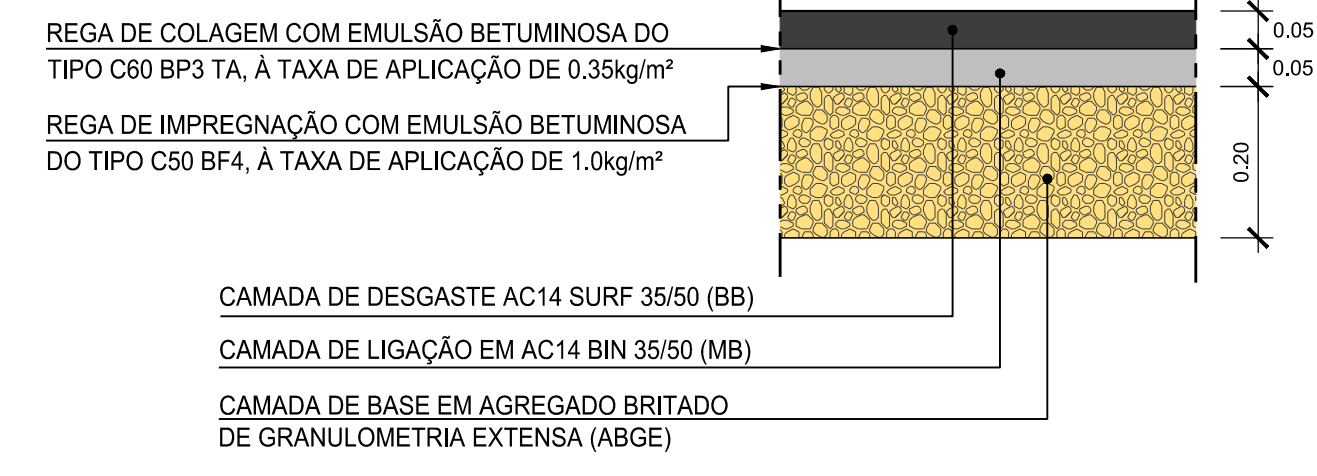 REGA DE COLAGEM COM EMULSÃO BETUMINOSA DO
TIPO C60 BP3 TA, À TAXA DE APLICAÇÃO DE 0.35kg/m²
REGA DE IMPREGNAÇÃO COM EMULSÃO BETUMINOSA
DO TIPO C50 BF4, À TAXA DE APLICAÇÃO DE 1.0kg/m²
0.05
0.05
0.20
CAMADA DE DESGASTE AC14 SURF 35/50 (BB)
CAMADA DE LIGAÇÃO EM AC14 BIN 35/50 (MB)
CAMADA DE BASE EM AGREGADO BRITADO
DE GRANULOMETRIA EXTENSA (ABGE)